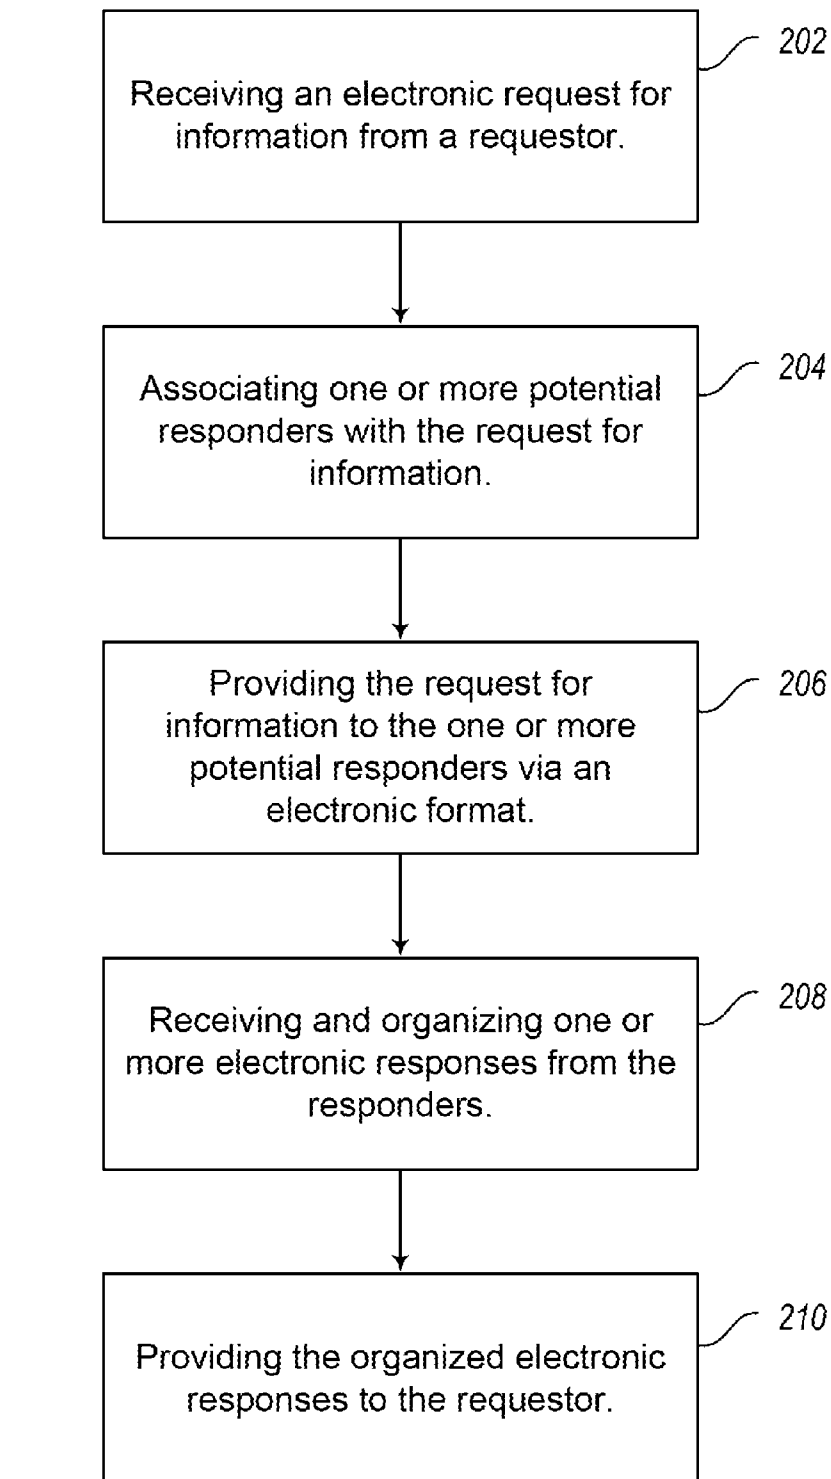 202
Receiving an electronic request for
information from a requestor.
204
Associating one or more potential
responders with the request for
information.
206
Providing the request for
information to the one or more
potential responders via an
electronic format.
208
Receiving and organizing one or
more electronic responses from the
responders.
210
Providing the organized electronic
responses to the requestor.